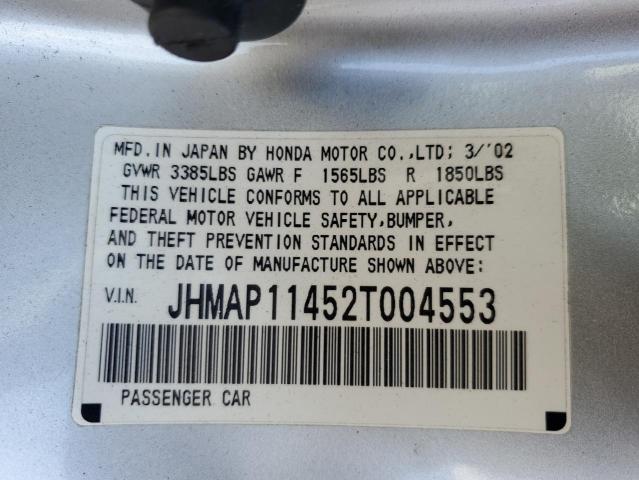 MFD. IN JAPAN BY HONDA MOTOR CO.,LTD; 3/'02
GVWR 3385LBS GAWR F 1565LBS R 1850LBS
THIS VEHICLE CONFORMS TO ALL APPLICABLE
FEDERAL MOTOR VEHICLE SAFETY,BUMPER,
AND THEFT PREVENTION STANDARDS IN EFFECT
ON THE DATE OF MANUFACTURE SHOWN ABOVE:
V.I.N. JHMAP11452T004553
PASSENGER CAR